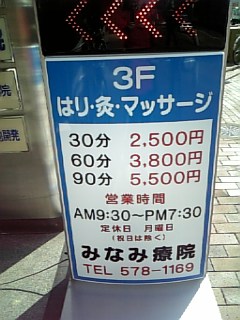 3F
はり・灸・マッサージ
30分 2,500円
60分 3,800円
90分 5,500円
営業時間
AM9:30~PM7:30
定休日 月曜日
(祝日は除く)
みなみ療院
TEL 578-1169
院
開発